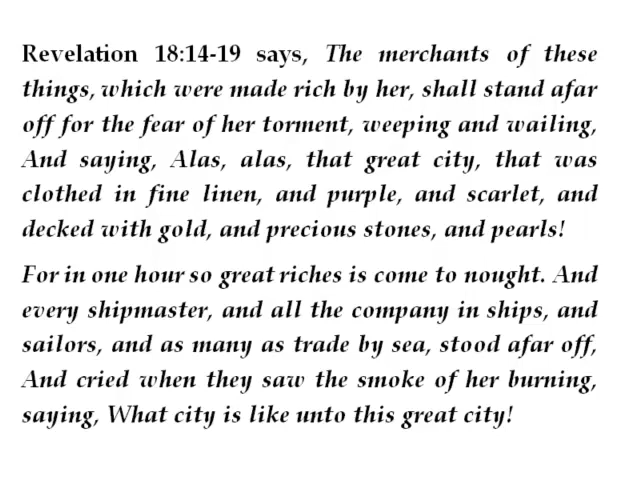 Revelation 18:14-19 says, The merchants of these
things, which were made rich by her, shall stand afar
off for the fear of her torment, weeping and wailing,
And saying, Alas, alas, that great city, that was
clothed in fine linen, and purple, and scarlet, and
decked with gold, and precious stones, and pearls!
For in one hour so great riches is come to nought. And
every shipmaster, and all the company in ships, and
sailors, and as many as trade by sea, stood afar off,
And cried when they saw the smoke of her burning,
saying, What city is like unto this great city!